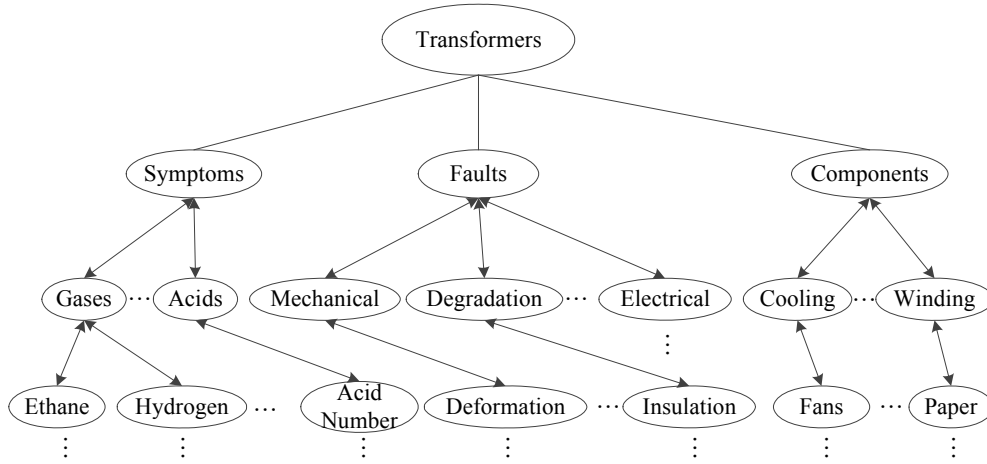 Transformers
Symptoms
Faults
Components
Gases
...
Acids
Mechanical
Degradation
...
Electrical
Cooling
...
Winding
Ethane
Hydrogen
...
Acid
Number
Deformation
...
Insulation
Fans
...
Paper